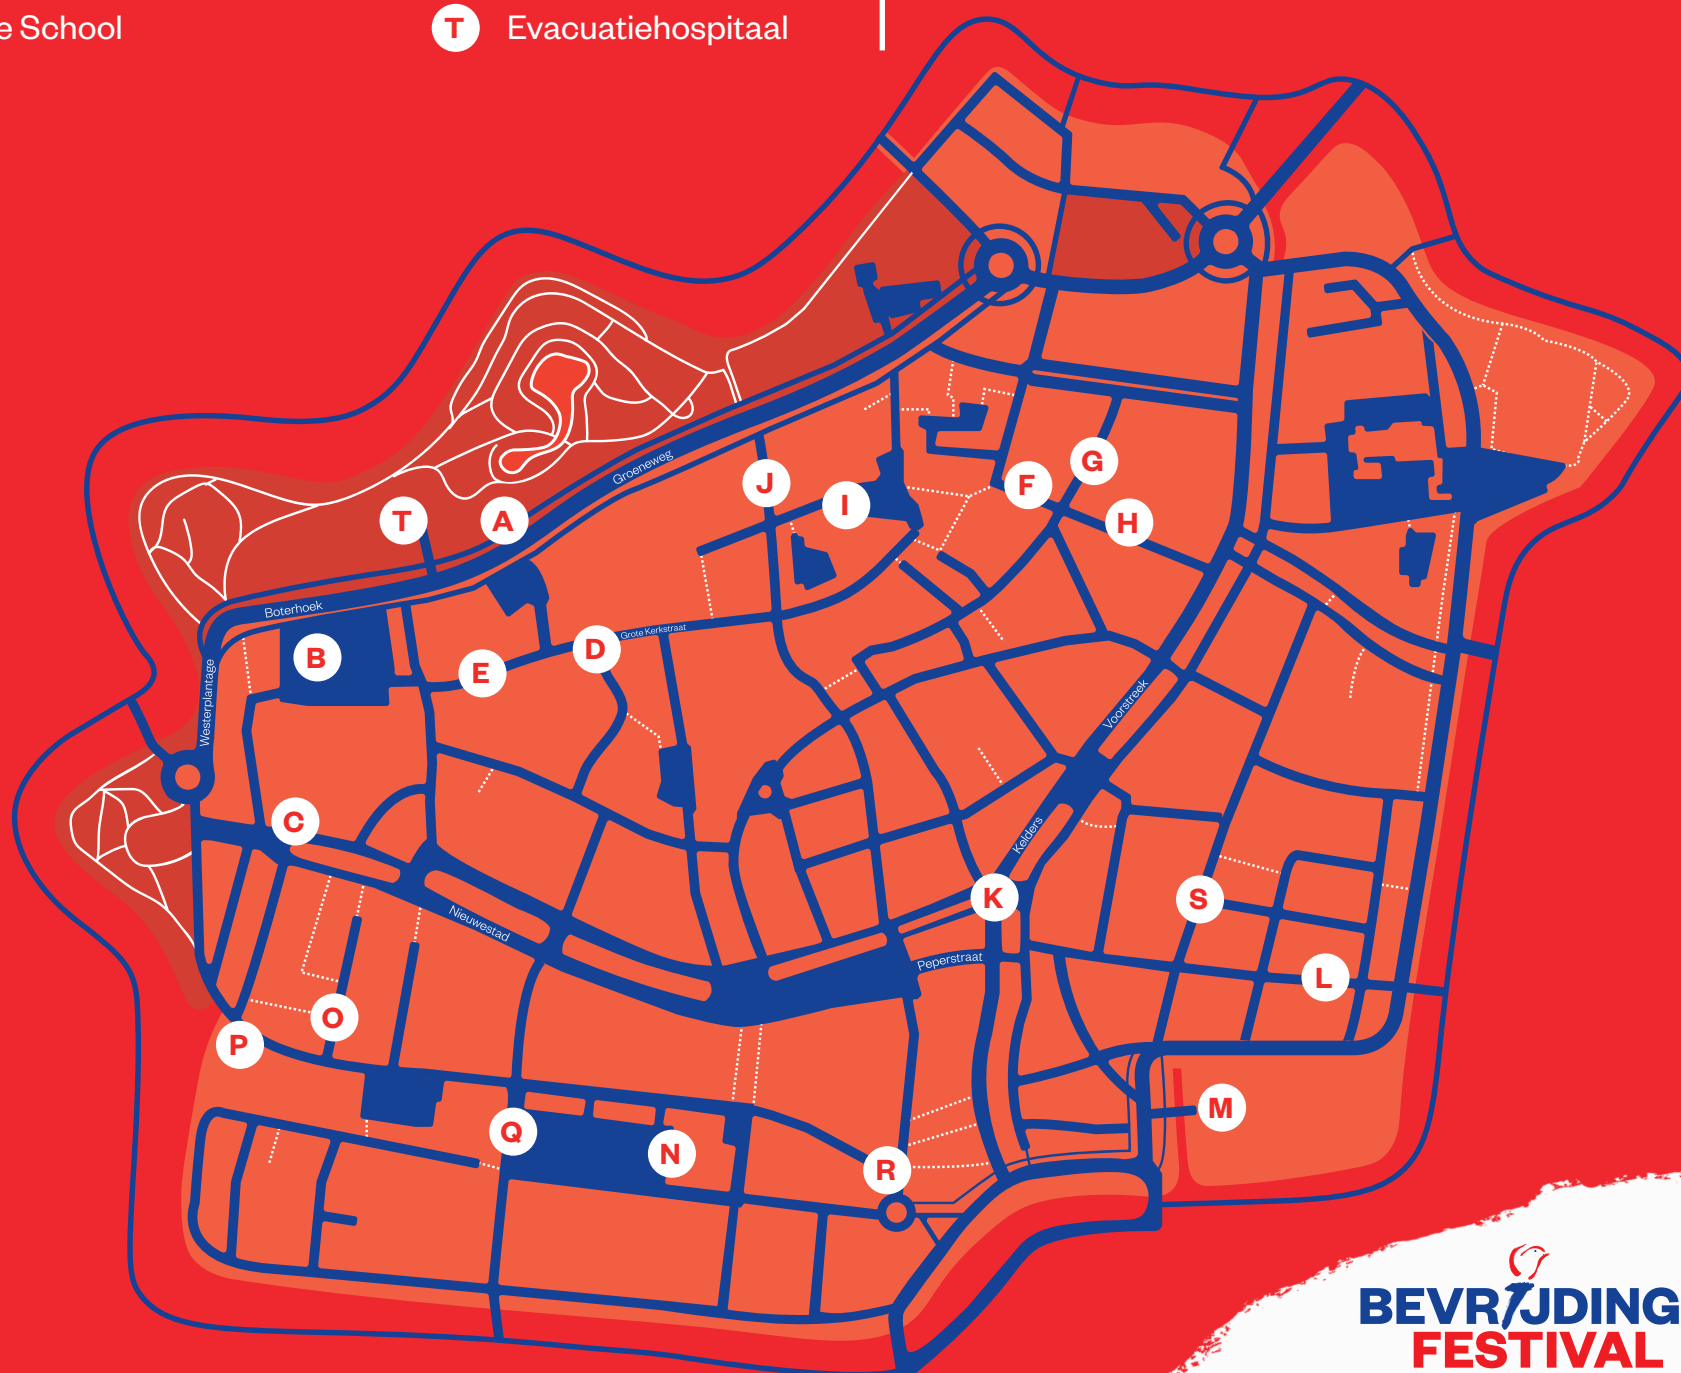 e School
T Evacuatiehospitaal
G
J
F
I
T
A
H
Groeneweg
Boterhoek
Grote Kerkstraat
D
B
E
Westerplantage
Voorstreek
C
Kelders
K
S
Nieuwestad
Peperstraat
L
O
P
M
Q
N
R
BEVRIJDING
FESTIVAL